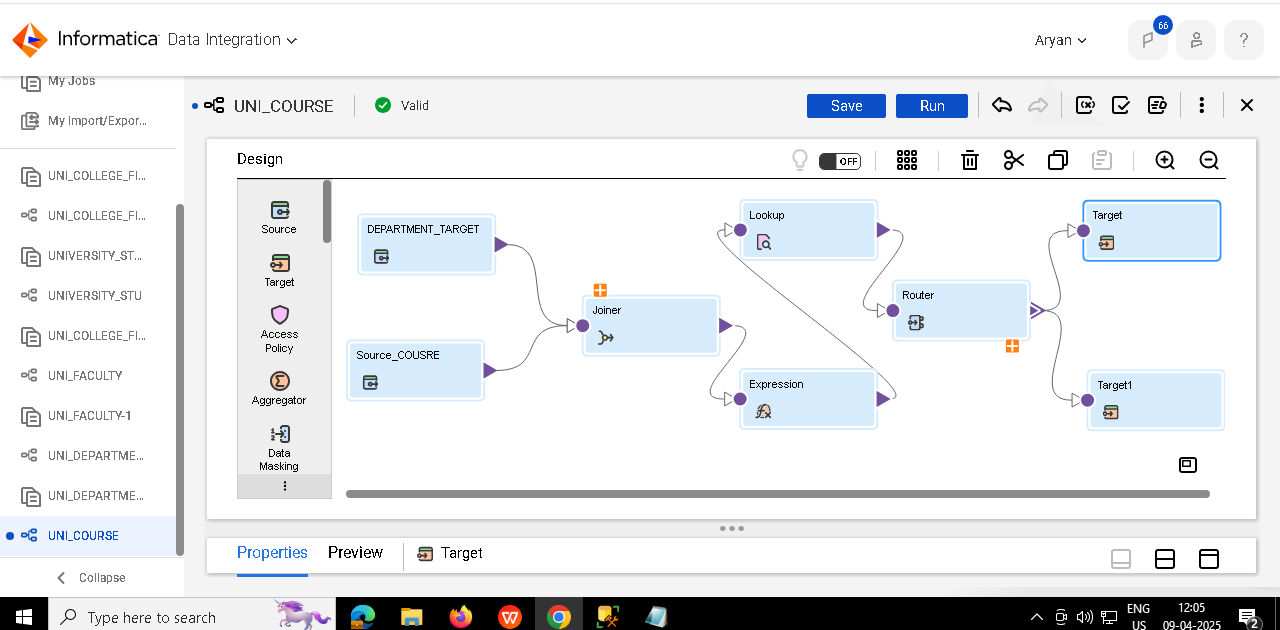 Informatica Data Integration
Aryan
66
?
My Jobs
My Import/Expor...
UNI_COLLEGE_FI...
UNI_COLLEGE_FI...
UNIVERSITY_ST...
UNIVERSITY_STU
UNI_COLLEGE_FI...
UNI_FACULTY
UNI_FACULTY-1
UNI_DEPARTME...
UNI_DEPARTME...
UNI_COURSE
Collapse
UNI_COURSE
Valid
Save
Run
Design
OFF
Source
Target
Access
Policy
Aggregator
Data
Masking
DEPARTMENT_TARGET
Source_COUSRE
Joiner
Lookup
Expression
Router
Target
Target1
Properties
Preview
Target
Type here to search
ENG
US
12:05
09-04-2025
2